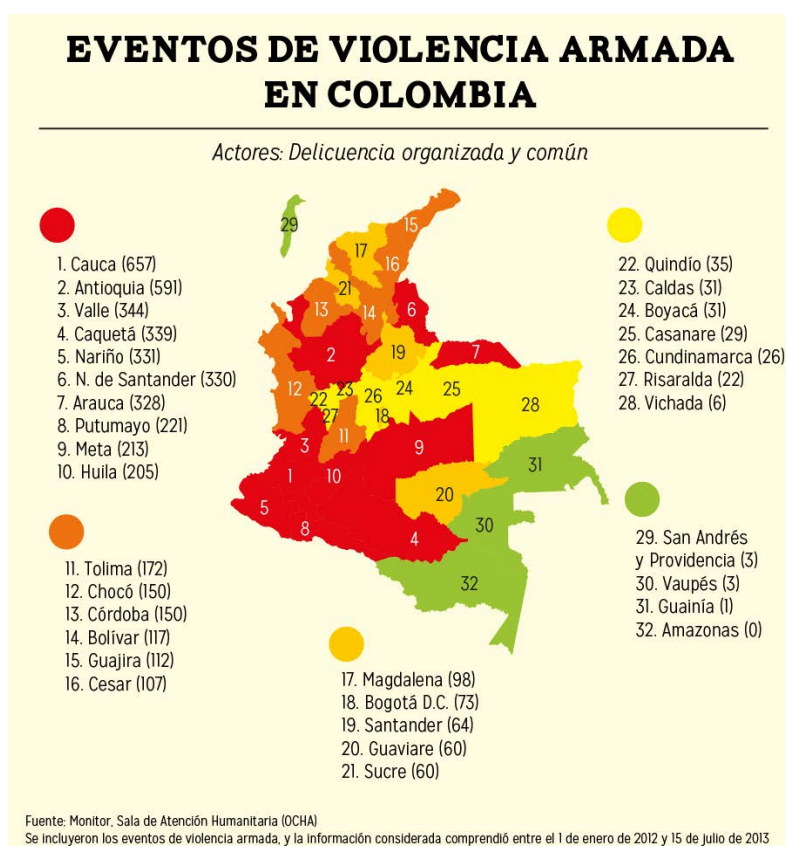 EVENTOS DE VIOLENCIA ARMADA
EN COLOMBIA
Actores: Delicuencia organizada y común
1. Cauca (657)
2. Antioquia (591)
3. Valle (344)
4. Caquetá (339)
5. Nariño (331)
6. N. de Santander (330)
7. Arauca (328)
8. Putumayo (221)
9. Meta (213)
10. Huila (205)
11. Tolima (172)
12. Chocó (150)
13. Córdoba (150)
14. Bolívar (117)
15. Guajira (112)
16. Cesar (107)
29
15
17
16
21
13
14
6
2
19
7
12
23
22
26
24
25
28
27
18
11
3
9
31
1
10
20
5
30
8
4
32
17. Magdalena (98)
18. Bogotá D.C. (73)
19. Santander (64)
20. Guaviare (60)
21. Sucre (60)
22. Quindío (35)
23. Caldas (31)
24. Boyacá (31)
25. Casanare (29)
26. Cundinamarca (26)
27. Risaralda (22)
28. Vichada (6)
29. San Andrés
y Providencia (3)
30. Vaupés (3)
31. Guainía (1)
32. Amazonas (0)
Fuente: Monitor, Sala de Atención Humanitaria (OCHA)
Se incluyeron los eventos de violencia armada, y la información considerada comprendió entre el 1 de enero de 2012 y 15 de julio de 2013